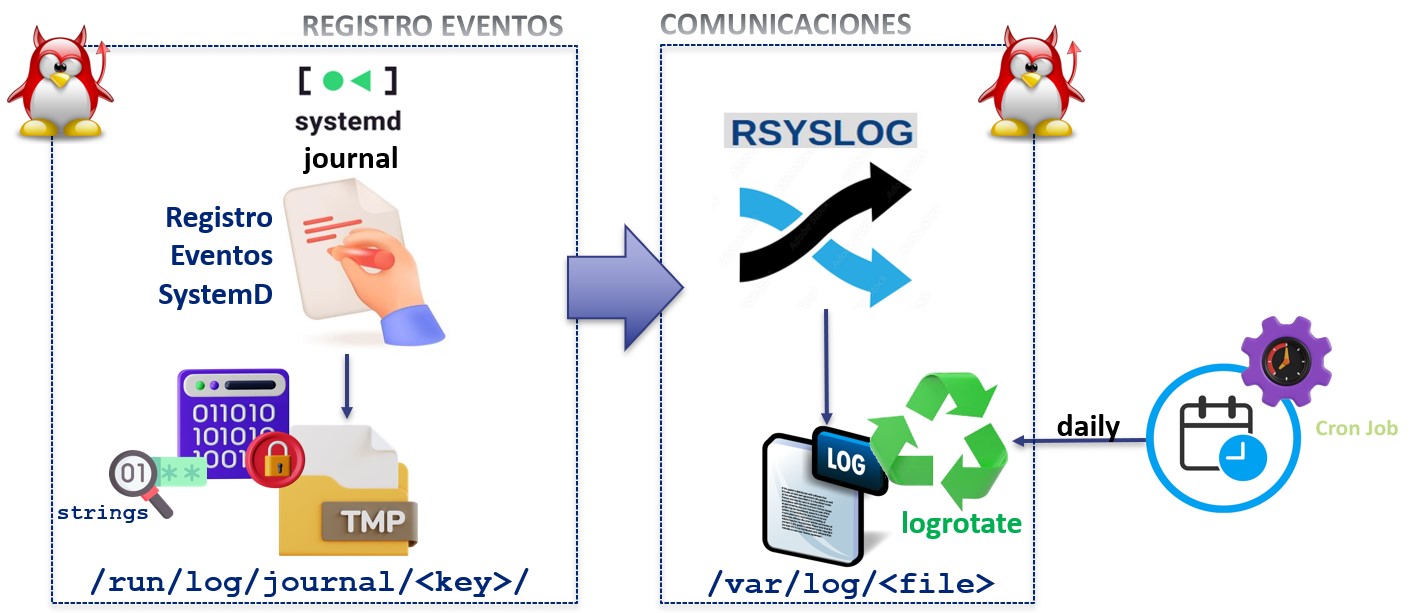 REGISTRO EVENTOS
systemd
journal
Registro
Eventos
SystemD
011010
101010
1001
01**
strings
TMP
/run/log/journal/<key>/
COMUNICACIONES
RSYSLOG
LOG
logrotate
/var/log/<file>
daily
Cron Job